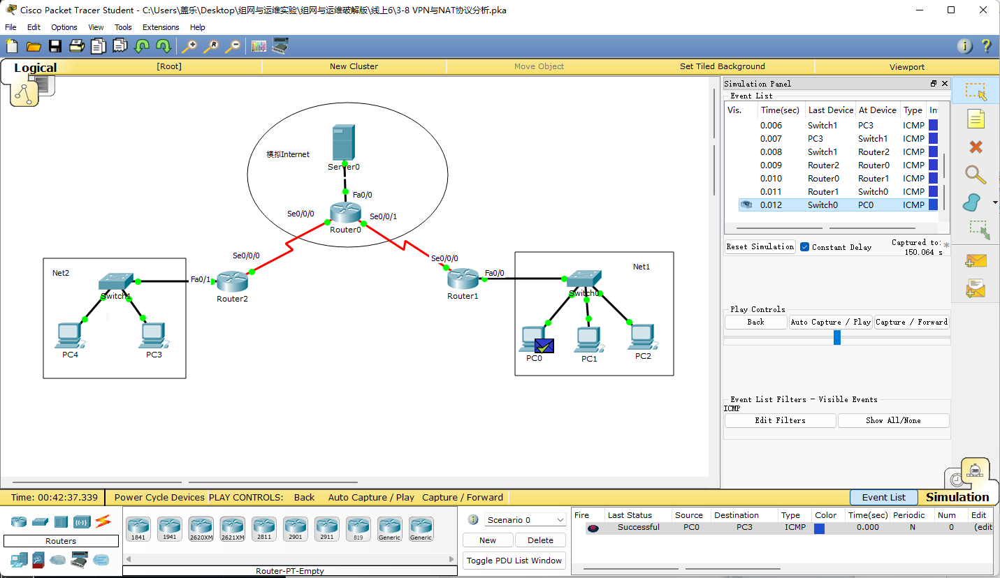 Cisco Packet Tracer Student - C:\Users\盖乐\Desktop\组网与运维实验\组网与运维破解版\线上6\3-8 VPN与NAT协议分析.pka
File Edit Options View Tools Extensions Help
Logical [Root] New Cluster Move Object Set Tiled Background Viewport
Simulation Panel
Event List
Vis. Time(sec) Last Device At Device Type In
0.006 Switch1 PC3 ICMP
0.007 PC3 Switch1 ICMP
0.008 Switch1 Router2 ICMP
0.009 Router2 Router0 ICMP
0.010 Router0 Router1 ICMP
0.011 Router1 Switch0 ICMP
0.012 Switch0 PC0 ICMP
Reset Simulation Constant Delay Captured to:
150.064 s
Play Controls
Back Auto Capture / Play Capture / Forward
Event List Filters - Visible Events
ICMP
Edit Filters Show All/None
模拟Internet
Server0
Fa0/0
Se0/0/0
Se0/0/1
Router0
Se0/0/0
Se0/0/0
Net2
Fa0/1
Switch1
Router2
PC4
PC3
Net1
Fa0/0
Router1
Switch0
PC0
PC1
PC2
Time: 00:42:37.339 Power Cycle Devices PLAY CONTROLS: Back Auto Capture / Play Capture / Forward Event List Simulation
Routers
1841 1941 2620XM 2621XM 2811 2901 2911 819 Generic Generic
Router-PT-Empty
Scenario 0
New Delete
Toggle PDU List Window
Fire Last Status Source Destination Type Color Time(sec) Periodic Num Edit
Successful PC0 PC3 ICMP 0.000 N 0 (edit